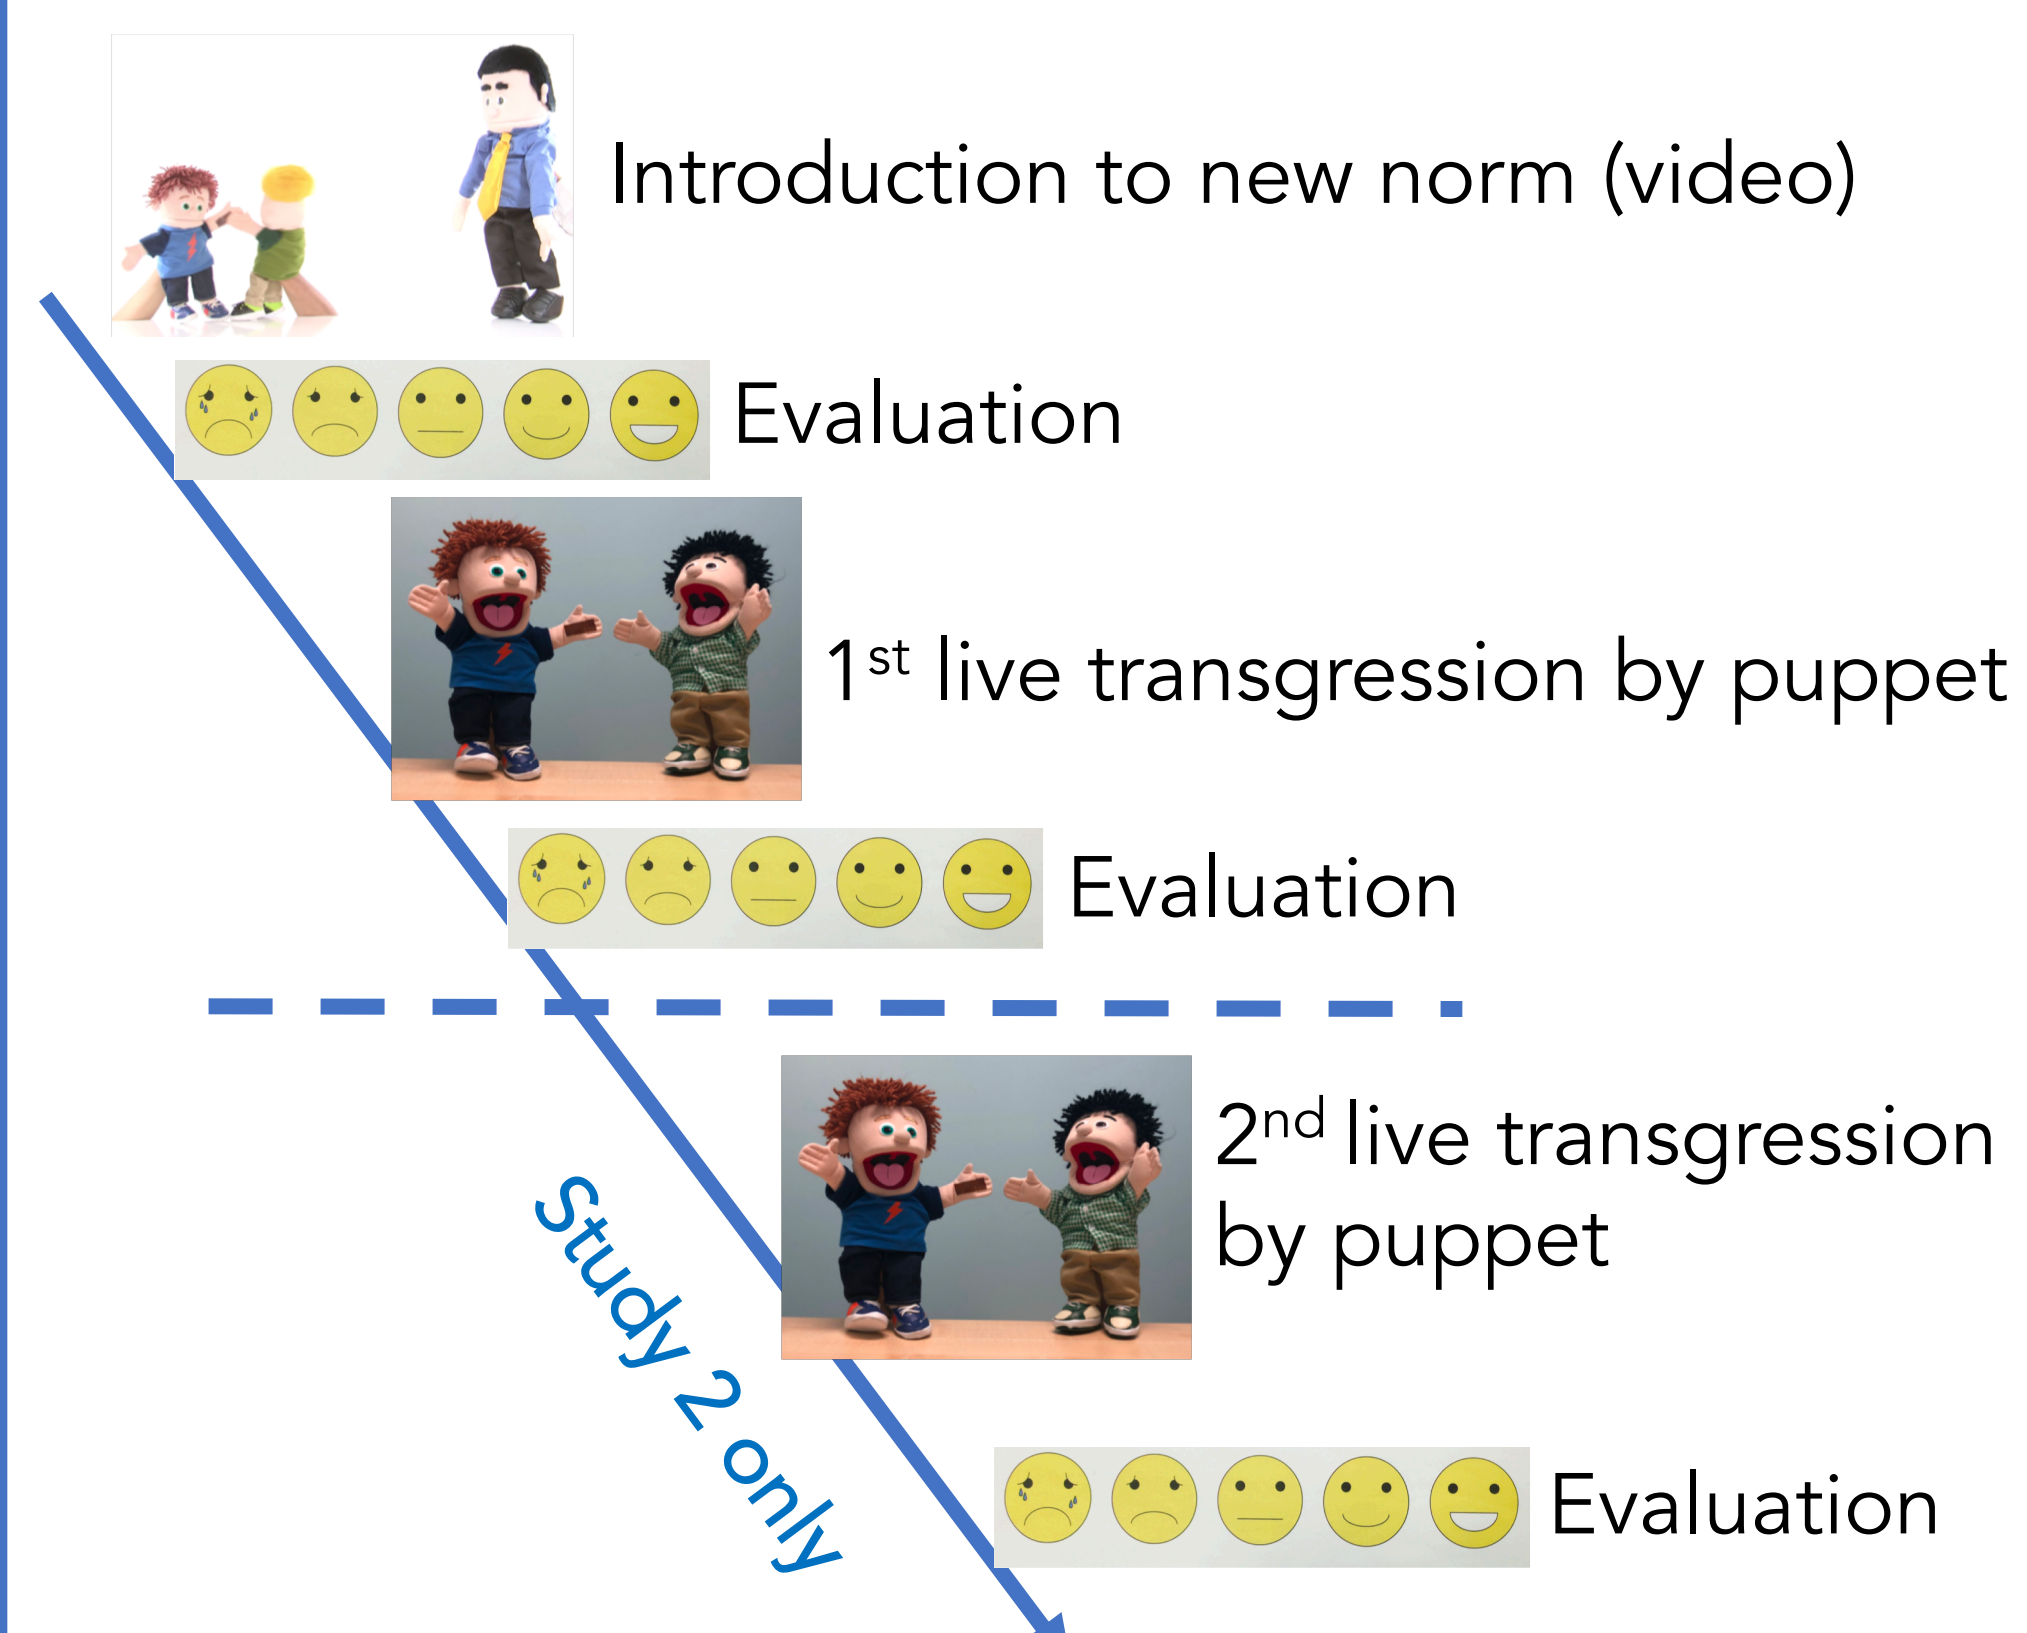 Introduction to new norm (video)
Evaluation
1st live transgression by puppet
Evaluation
2nd live transgression
by puppet
Study 2 only
Evaluation